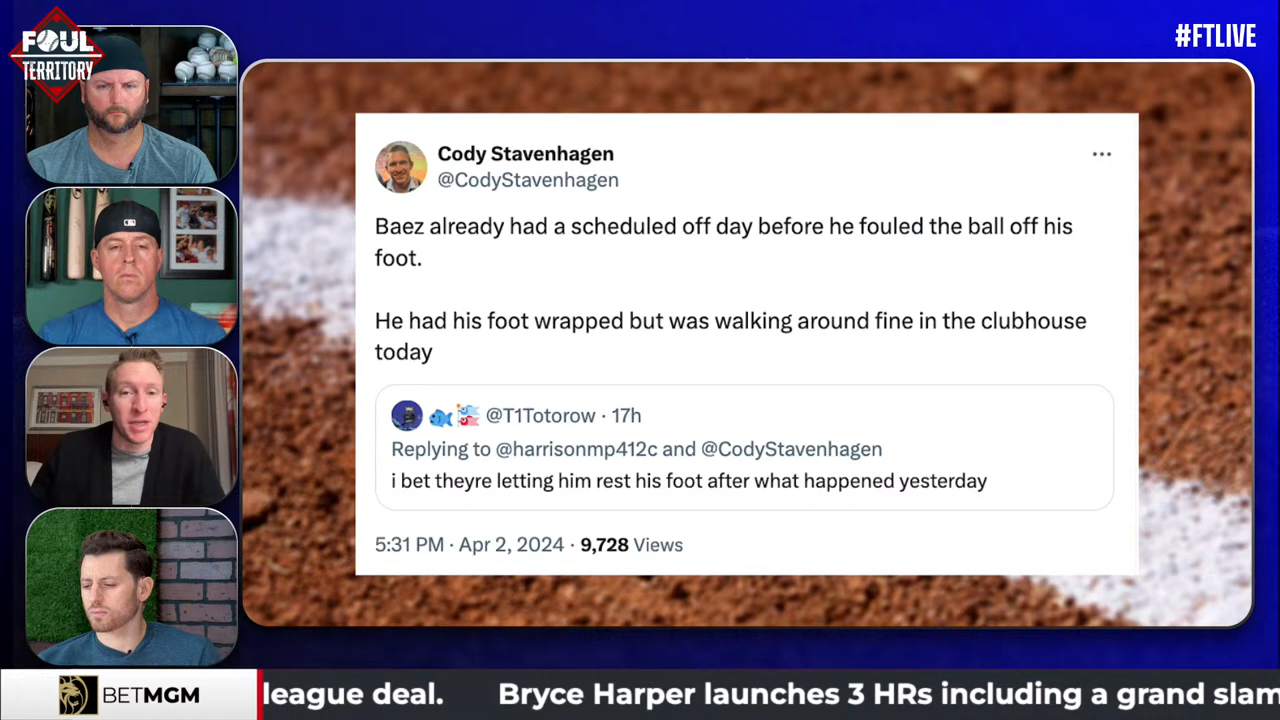 FOUL
TERRITORY
#FTLIVE
Cody Stavenhagen
@CodyStavenhagen
Baez already had a scheduled off day before he fouled the ball off his
foot.
He had his foot wrapped but was walking around fine in the clubhouse
today
@T1Totorow · 17h
Replying to @harrisonmp412c and @CodyStavenhagen
i bet theyre letting him rest his foot after what happened yesterday
5:31 PM · Apr 2, 2024 · 9,728 Views
BETMGM
league deal. Bryce Harper launches 3 HRs including a grand slam